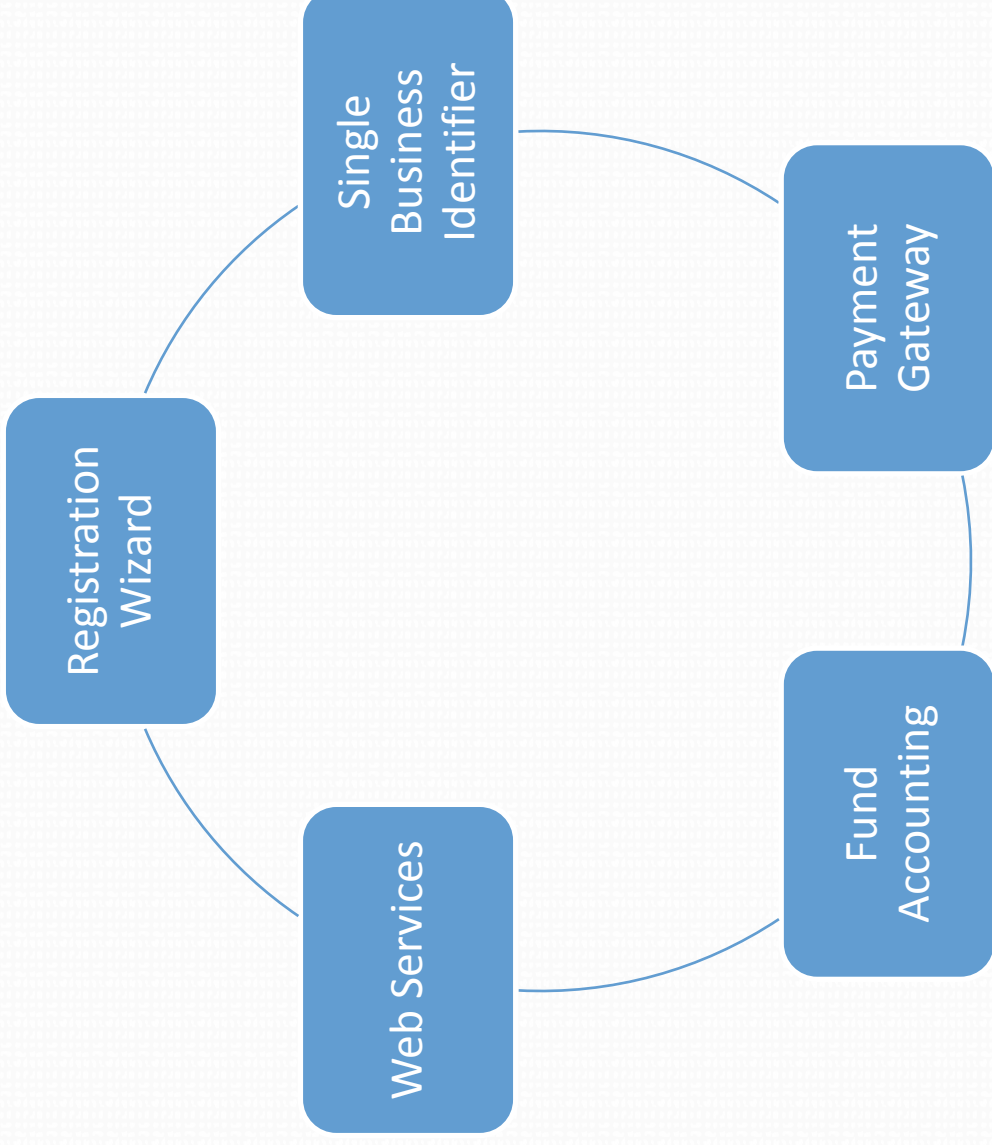 Registration
Wizard
Single
Business
Identifier
Payment
Gateway
Fund
Accounting
Web Services